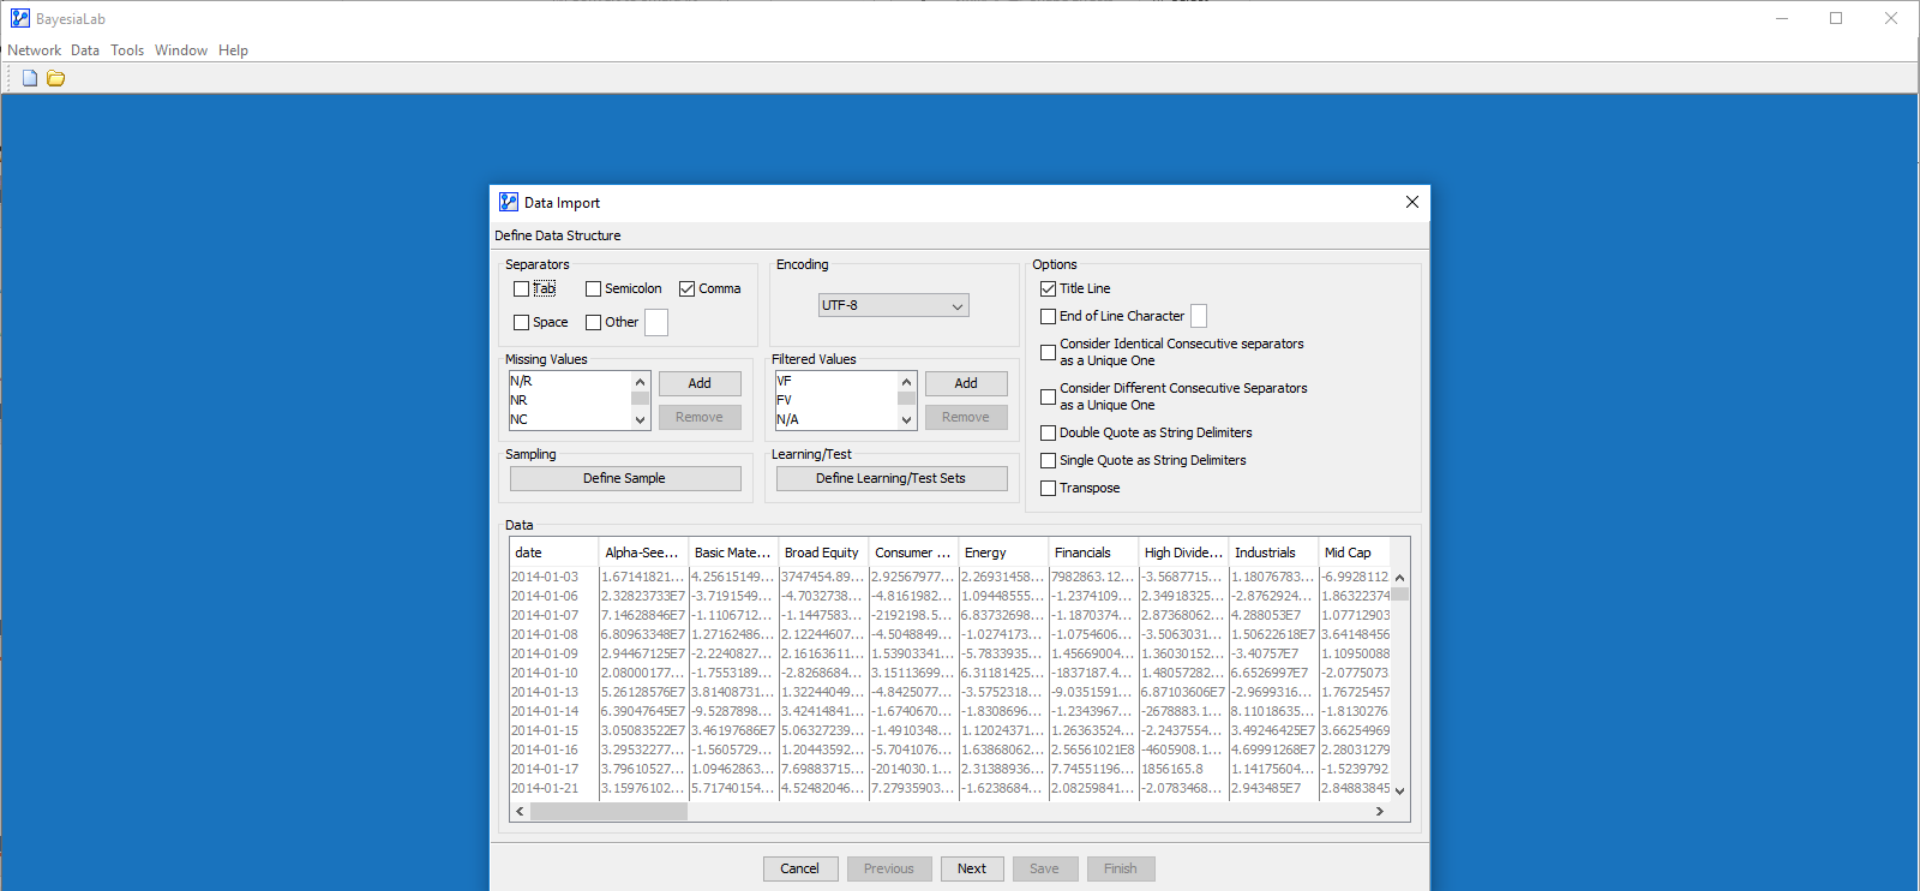 BayesiaLab
Network Data Tools Window Help
Data Import
Define Data Structure
Separators
Tab Semicolon Comma
Space Other
Encoding
UTF-8
Options
Title Line
End of Line Character
Consider Identical Consecutive separators
as a Unique One
Consider Different Consecutive Separators
as a Unique One
Double Quote as String Delimiters
Single Quote as String Delimiters
Transpose
Missing Values
N/R
NR
NC
Add
Remove
Filtered Values
VF
FV
N/A
Add
Remove
Sampling
Define Sample
Learning/Test
Define Learning/Test Sets
Data
date Alpha-See... Basic Mate... Broad Equity Consumer ... Energy Financials High Divide... Industrials Mid Cap
2014-01-03 1.67141821... 4.25615149... 3747454.89... 2.92567977... 2.26931458... 7982863.12... -3.5687715... 1.18076783... -6.9928112
2014-01-06 2.32823733E7 -3.7191549... -4.7032738... -4.8161982... 1.09448555... -1.2374109... 2.34918325... -2.8762924... 1.86322374
2014-01-07 7.14628846E7 -1.1106712... -1.1447583... -2192198.5... 6.83732698... -1.1870374... 2.87368062... 4.288053E7 1.07712903
2014-01-08 6.80963348E7 1.27162486... 2.12244607... -4.5048849... -1.0274173... -1.0754606... -3.5063031... 1.50622618E7 3.64148456
2014-01-09 2.94467125E7 -2.2240827... 2.16163611... 1.53903341... -5.7833935... 1.45669004... 1.36030152... -3.40757E7 1.10950088
2014-01-10 2.08000177... -1.7553189... -2.8268684... 3.15113699... 6.31181425... -1837187.4... 1.48057282... 6.6526997E7 -2.0775073
2014-01-13 5.26128576E7 3.81408731... 1.32244049... -4.8425077... -3.5752318... -9.0351591... 6.87103606E7 -2.9699316... 1.76725457
2014-01-14 6.39047645E7 -9.5287898... 3.42414841... -1.6740670... -1.8308696... -1.2343967... -2678883.1... 8.11018635... -1.8130276
2014-01-15 3.05083522E7 3.46197686E7 5.06327239... -1.4910348... 1.12024371... 1.26363524... -2.2437554... 3.49246425E7 3.66254969
2014-01-16 3.29532277... -1.5605729... 1.20443592... -5.7041076... 1.63868062... 2.56561021E8 -4605908.1... 4.69991268E7 2.28031279
2014-01-17 3.79610527... 1.09462863... 7.69883715... -2014030.1... 2.31388936... 7.74551196... 1856165.8 1.14175604... -1.5239792
2014-01-21 3.15976102... 5.71740154... 4.52482046... 7.27935903... -1.6238684... 2.08259841... -2.0783468... 2.943485E7 2.84883845
Cancel Previous Next Save Finish